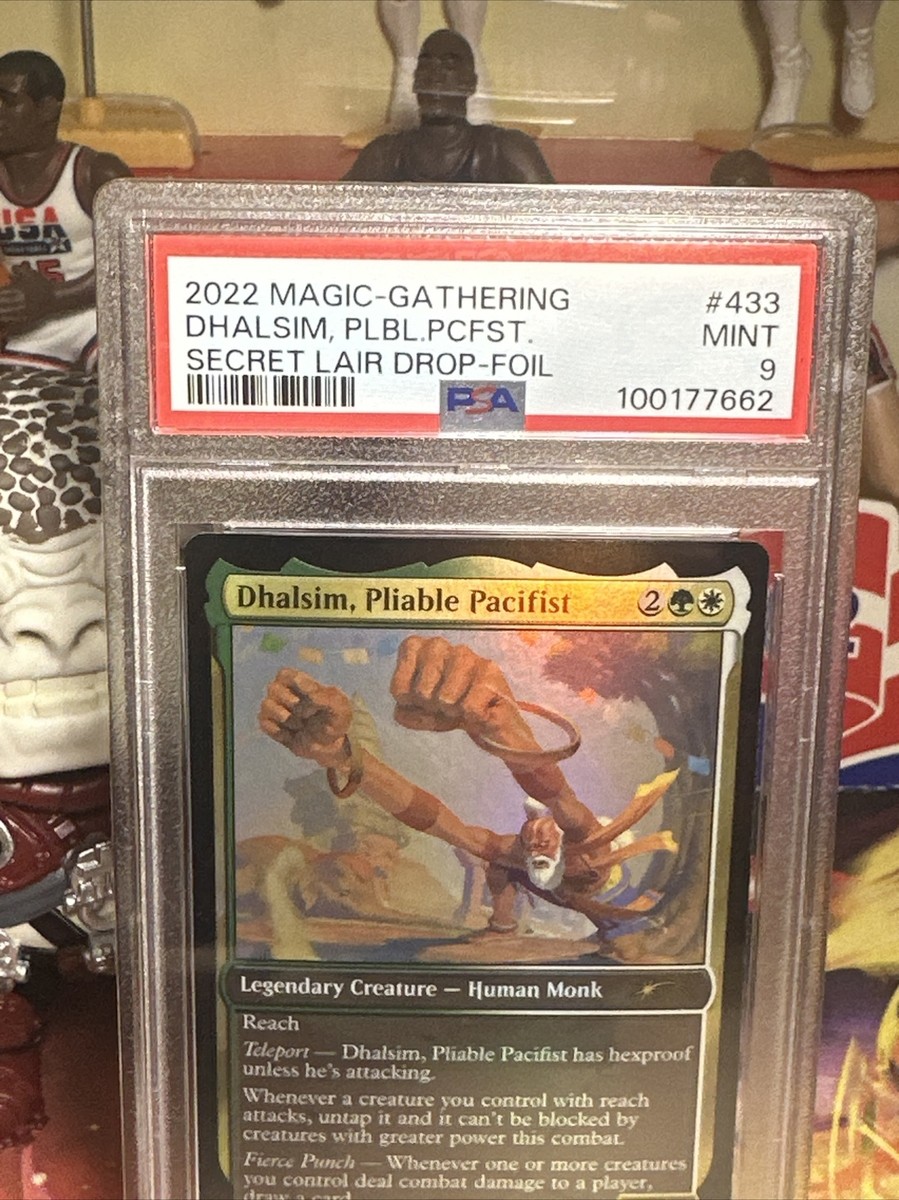 USA
15
2022 MAGIC-GATHERING #433
DHALSIM, PLBL.PCFST. MINT
SECRET LAIR DROP-FOIL 9
PSA 100177662
Dhalsim, Pliable Pacifist 2
Legendary Creature — Human Monk
Reach
Teleport — Dhalsim, Pliable Pacifist has hexproof
unless he's attacking.
Whenever a creature you control with reach
attacks, untap it and it can't be blocked by
creatures with greater power this combat.
Fierce Punch — Whenever one or more creatures
you control deal combat damage to a player,
draw a card.